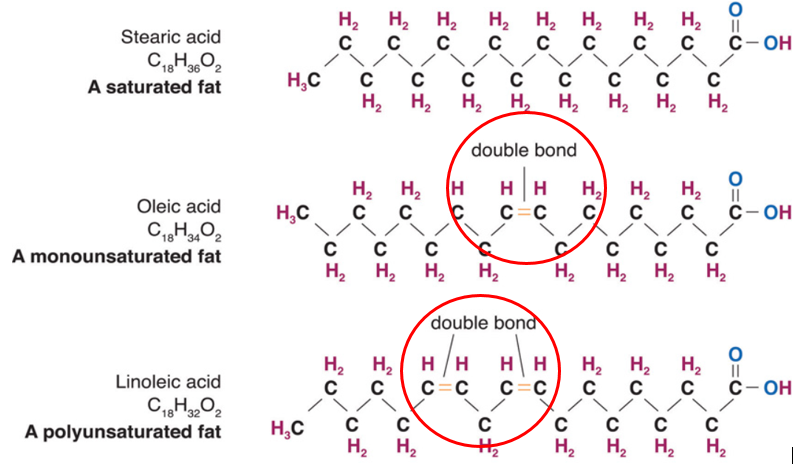 O
H₂ H₂ H₂ H₂ H₂ H₂ H₂ H₂
Stearic acid
C C C C C C C C C–OH
C₁₈H₃₆O₂
H₃C C C C C C C C C
A saturated fat
H₂ H₂ H₂ H₂ H₂ H₂ H₂ H₂
double bond
O
H₂ H₂ H H H H₂ H₂ H₂
Oleic acid
H₃C C C C C=C C C C C–OH
C₁₈H₃₄O₂
A monounsaturated fat
C C C C C C C C
H₂ H₂ H₂ H₂ H₂ H₂ H₂ H₂
double bond
O
H₂ H₂ H H H H H₂ H₂ H₂
Linoleic acid
C C C=C C=C C C C C–OH
C₁₈H₃₂O₂
A polyunsaturated fat
H₃C C C C C C C C
H₂ H₂ H₂ H₂ H₂ H₂ H₂